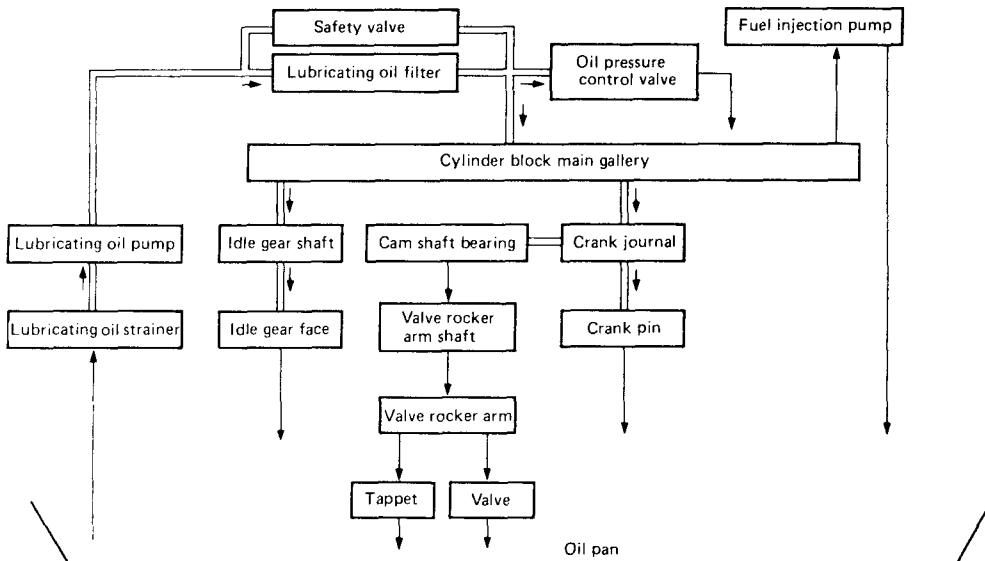 Safety valve
Fuel injection pump
Lubricating oil filter
Oil pressure
control valve
Cylinder block main gallery
Lubricating oil pump
Idle gear shaft
Cam shaft bearing
Crank journal
Lubricating oil strainer
Idle gear face
Valve rocker
arm shaft
Crank pin
Valve rocker arm
Tappet
Valve
Oil pan